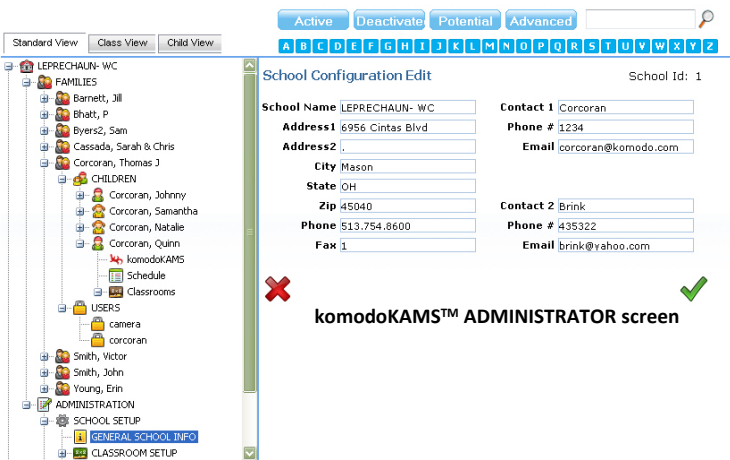 Active Deactivate Potential Advanced
Standard View Class View Child View
A B C D E F G H I J K L M N O P Q R S T U V W X Y Z
LEPRECHAUN- WC
FAMILIES
Barnett, Jill
Bhatt, P
Byers2, Sam
Cassada, Sarah & Chris
Corcoran, Thomas J
CHILDREN
Corcoran, Johnny
Corcoran, Samantha
Corcoran, Natalie
Corcoran, Quinn
komodoKAMS
Schedule
Classrooms
USERS
camera
corcoran
Smith, Victor
Smith, John
Young, Erin
ADMINISTRATION
SCHOOL SETUP
GENERAL SCHOOL INFO
CLASSROOM SETUP
School Configuration Edit School Id: 1
School Name LEPRECHAUN- WC Contact 1 Corcoran
Address1 6956 Cintas Blvd Phone # 1234
Address2 . Email corcoran@komodo.com
City Mason
State OH
Zip 45040 Contact 2 Brink
Phone 513.754.8600 Phone # 435322
Fax 1 Email brink@yahoo.com
komodoKAMS™ ADMINISTRATOR screen